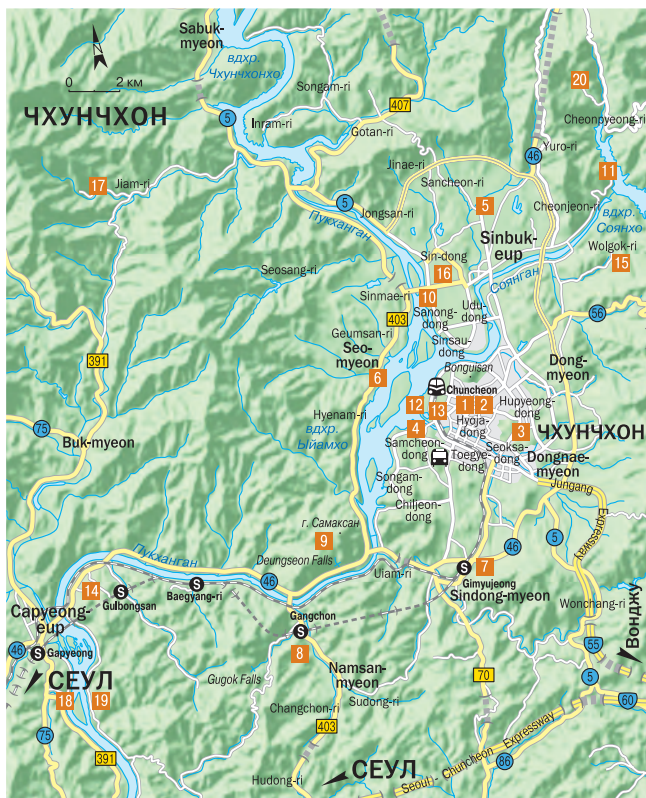 Sabuk-
myeon
вдхр.
Чхунчхонхо
20
0 2 км
Songam-ri
ЧХУНЧХОН
407
5
Inram-ri
Gotan-ri
Cheonpyeong-ri
46
Yuro-ri
Jinae-ri
11
17
Jiam-ri
Sancheon-ri
5
5
Jongsan-ri
Cheonjeon-ri
вдхр.
Соянхо
Пукханган
Sinbuk-
eup
Sin-dong
Wolgok-ri
15
Seosang-ri
16
Соянган
Sinmae-ri
10
Sanong-
dong
Udu-
dong
56
403
Geumsan-ri
Sinsau-
dong
Seo-
myeon
Bonguisan
Dong-
myeon
391
6
Chuncheon
12
13
1
2
Hupyeong-
dong
Hyenam-ri
Hyoja-
dong
4
3
ЧХУНЧХОН
75
Buk-myeon
вдхр.
Ыйамхо
Sancheon-
dong
Toegye-
dong
Seoksa-
dong
Dongnae-
myeon
Songam-
dong
Jungang
Expressway
Chiljeon-
dong
г. Самаксан
9
46
5
Пукханган
Deungseon Falls
46
Uiam-ri
7
S
Gimyujeong
Sindong-myeon
14
S
Gulbongsan
S
Baegyang-ri
Wonchang-ri
Capyeong-
eup
Gangchon
S
Вонджу
46
S
Gapyeong
8
55
СЕУЛ
Gugok Falls
Namsan-
myeon
70
5
18
19
Sudong-ri
60
Changchon-ri
75
403
391
Seoul - Chuncheon Expressway
86
Hudong-ri
СЕУЛ